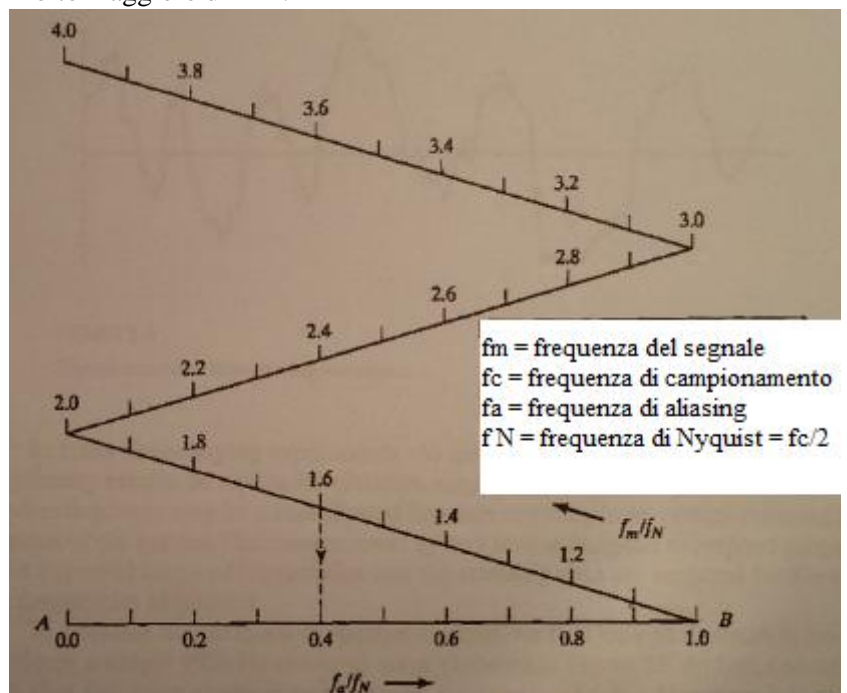 4.0
3.8
3.6
3.4
3.2
3.0
2.8
2.6
2.4
2.2
2.0
1.8
1.6
1.4
1.2
fm = frequenza del segnale
fc = frequenza di campionamento
fa = frequenza di aliasing
f N = frequenza di Nyquist = fc/2
fm/fN
A
B
0.0 0.2 0.4 0.6 0.8 1.0
fa/fN